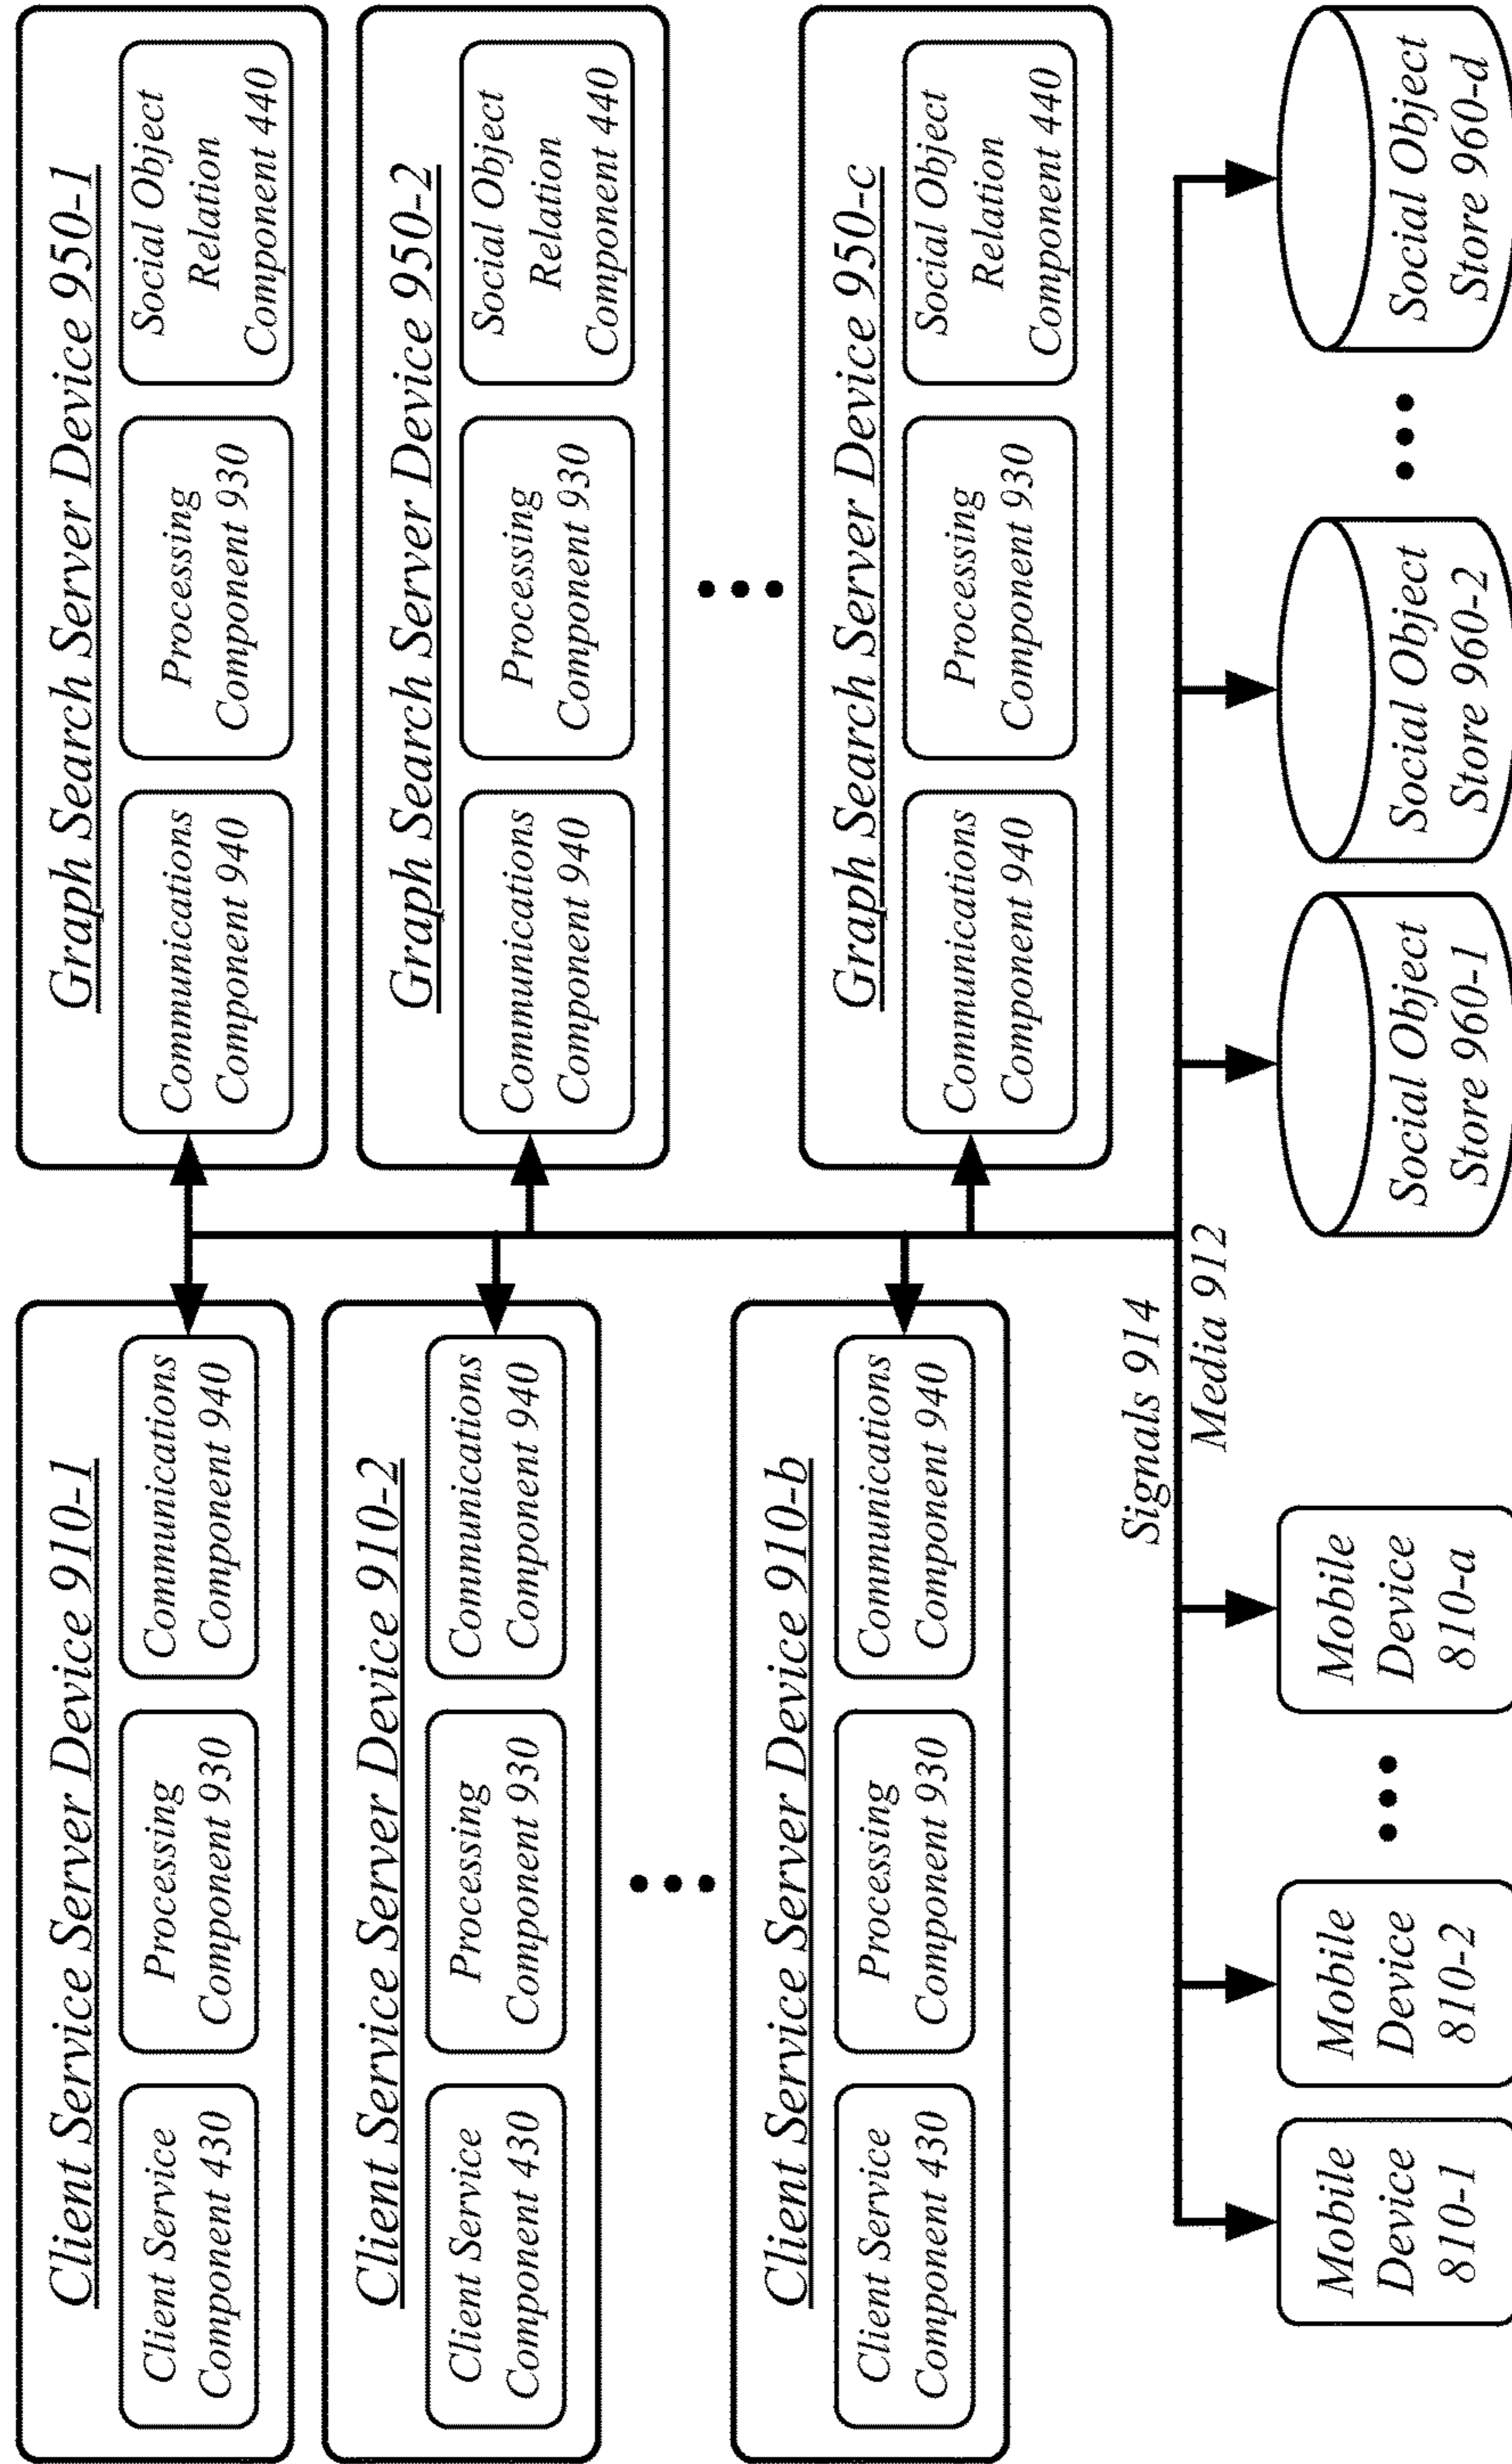 Client Service Server Device 910-1
Client Service
Component 430
Processing
Component 930
Communications
Component 940
Client Service Server Device 910-2
Client Service
Component 430
Processing
Component 930
Communications
Component 940
Client Service Server Device 910-b
Client Service
Component 430
Processing
Component 930
Communications
Component 940
Graph Search Server Device 950-1
Communications
Component 940
Processing
Component 930
Social Object
Relation
Component 440
Graph Search Server Device 950-2
Communications
Component 940
Processing
Component 930
Social Object
Relation
Component 440
Graph Search Server Device 950-c
Communications
Component 940
Processing
Component 930
Social Object
Relation
Component 440
Signals 914
Media 912
Mobile
Device
810-1
Mobile
Device
810-2
Mobile
Device
810-a
Social Object
Store 960-1
Social Object
Store 960-2
Social Object
Store 960-d